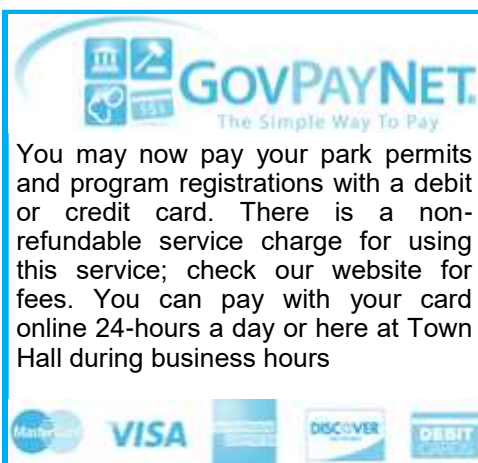 GOVPAYNET.
The Simple Way To Pay
You may now pay your park permits
and program registrations with a debit
or credit card. There is a non-
refundable service charge for using
this service; check our website for
fees. You can pay with your card
online 24-hours a day or here at Town
Hall during business hours
MasterCard VISA DISCOVER DEBIT